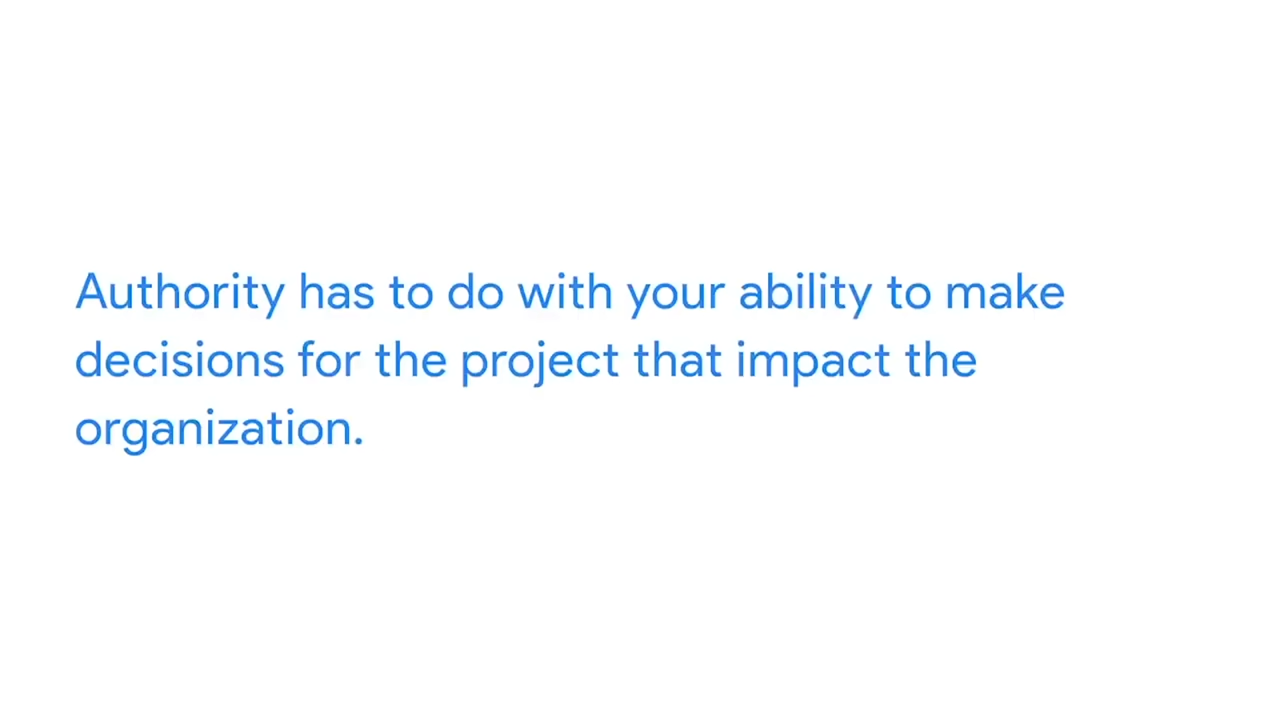 Authority has to do with your ability to make
decisions for the project that impact the
organization.